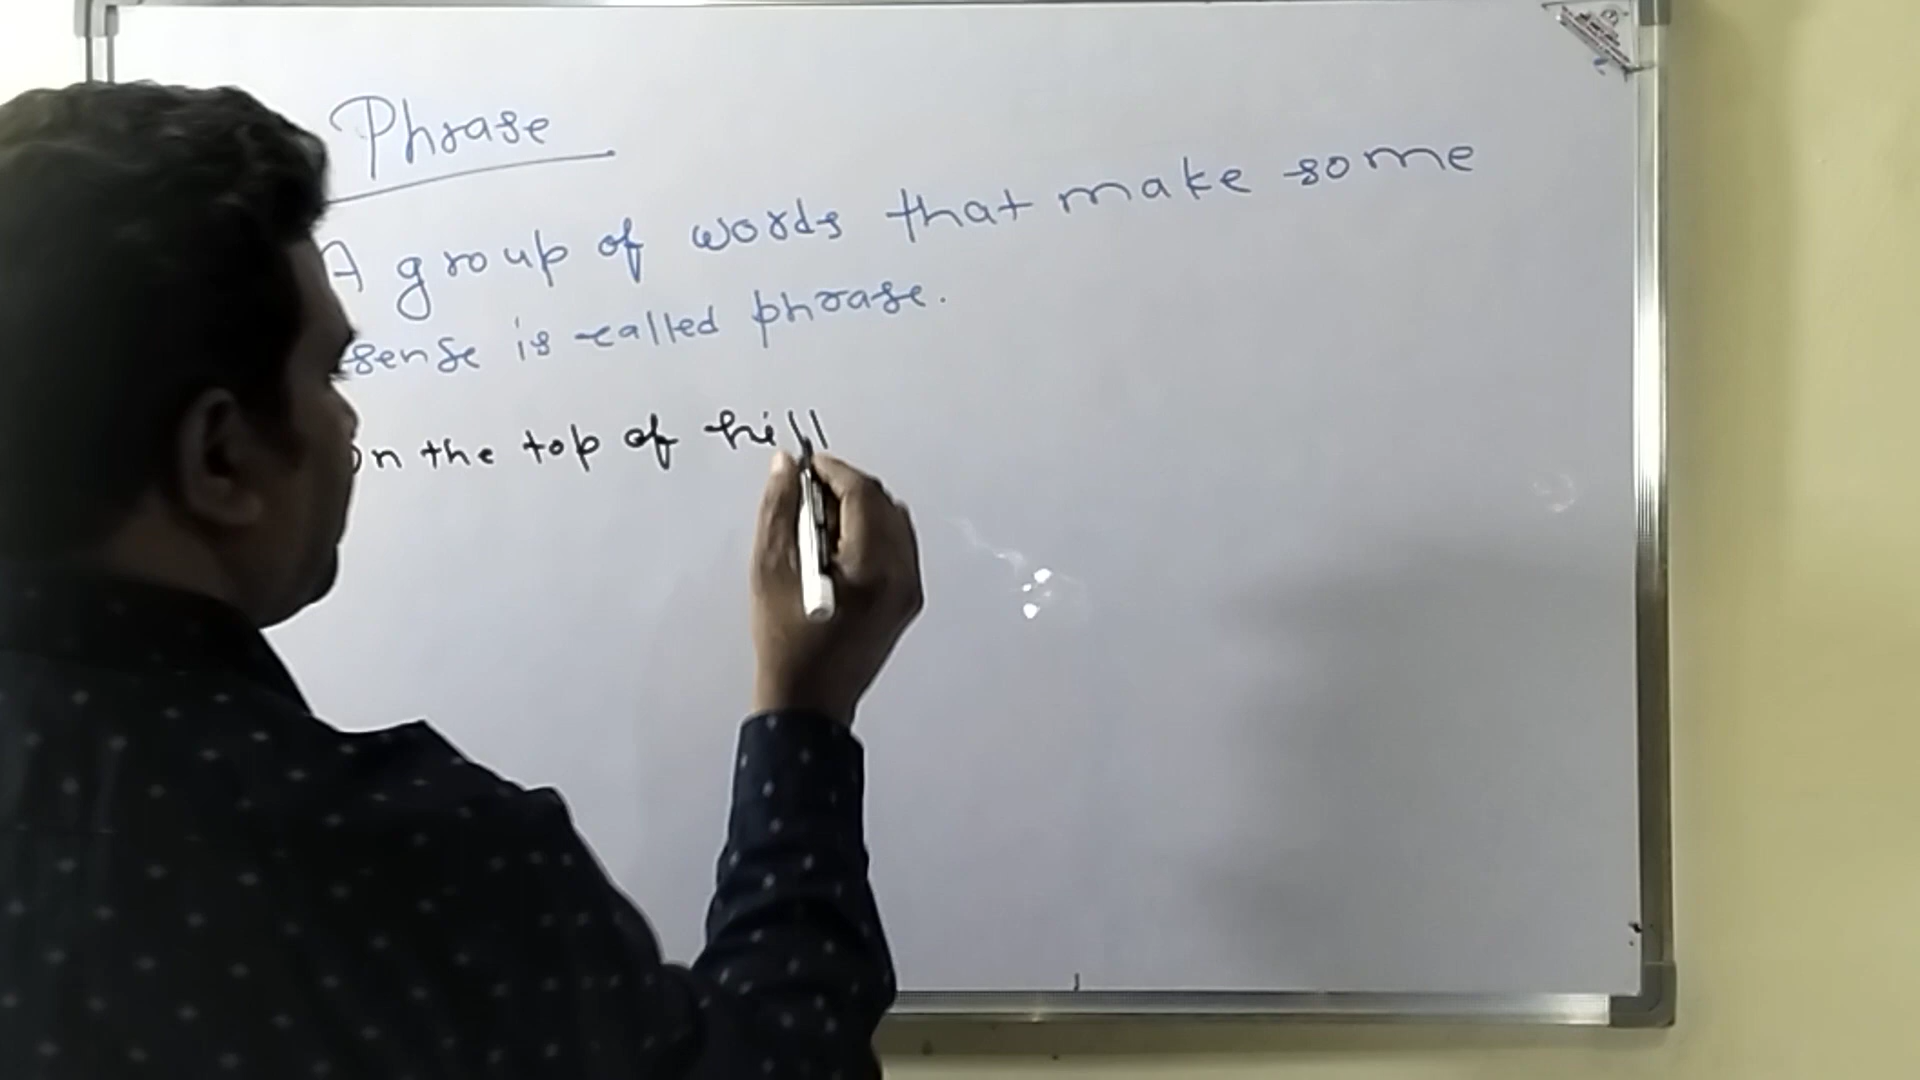 Phrase
A group of words that make some
sense is called phrase.
On the top of hill